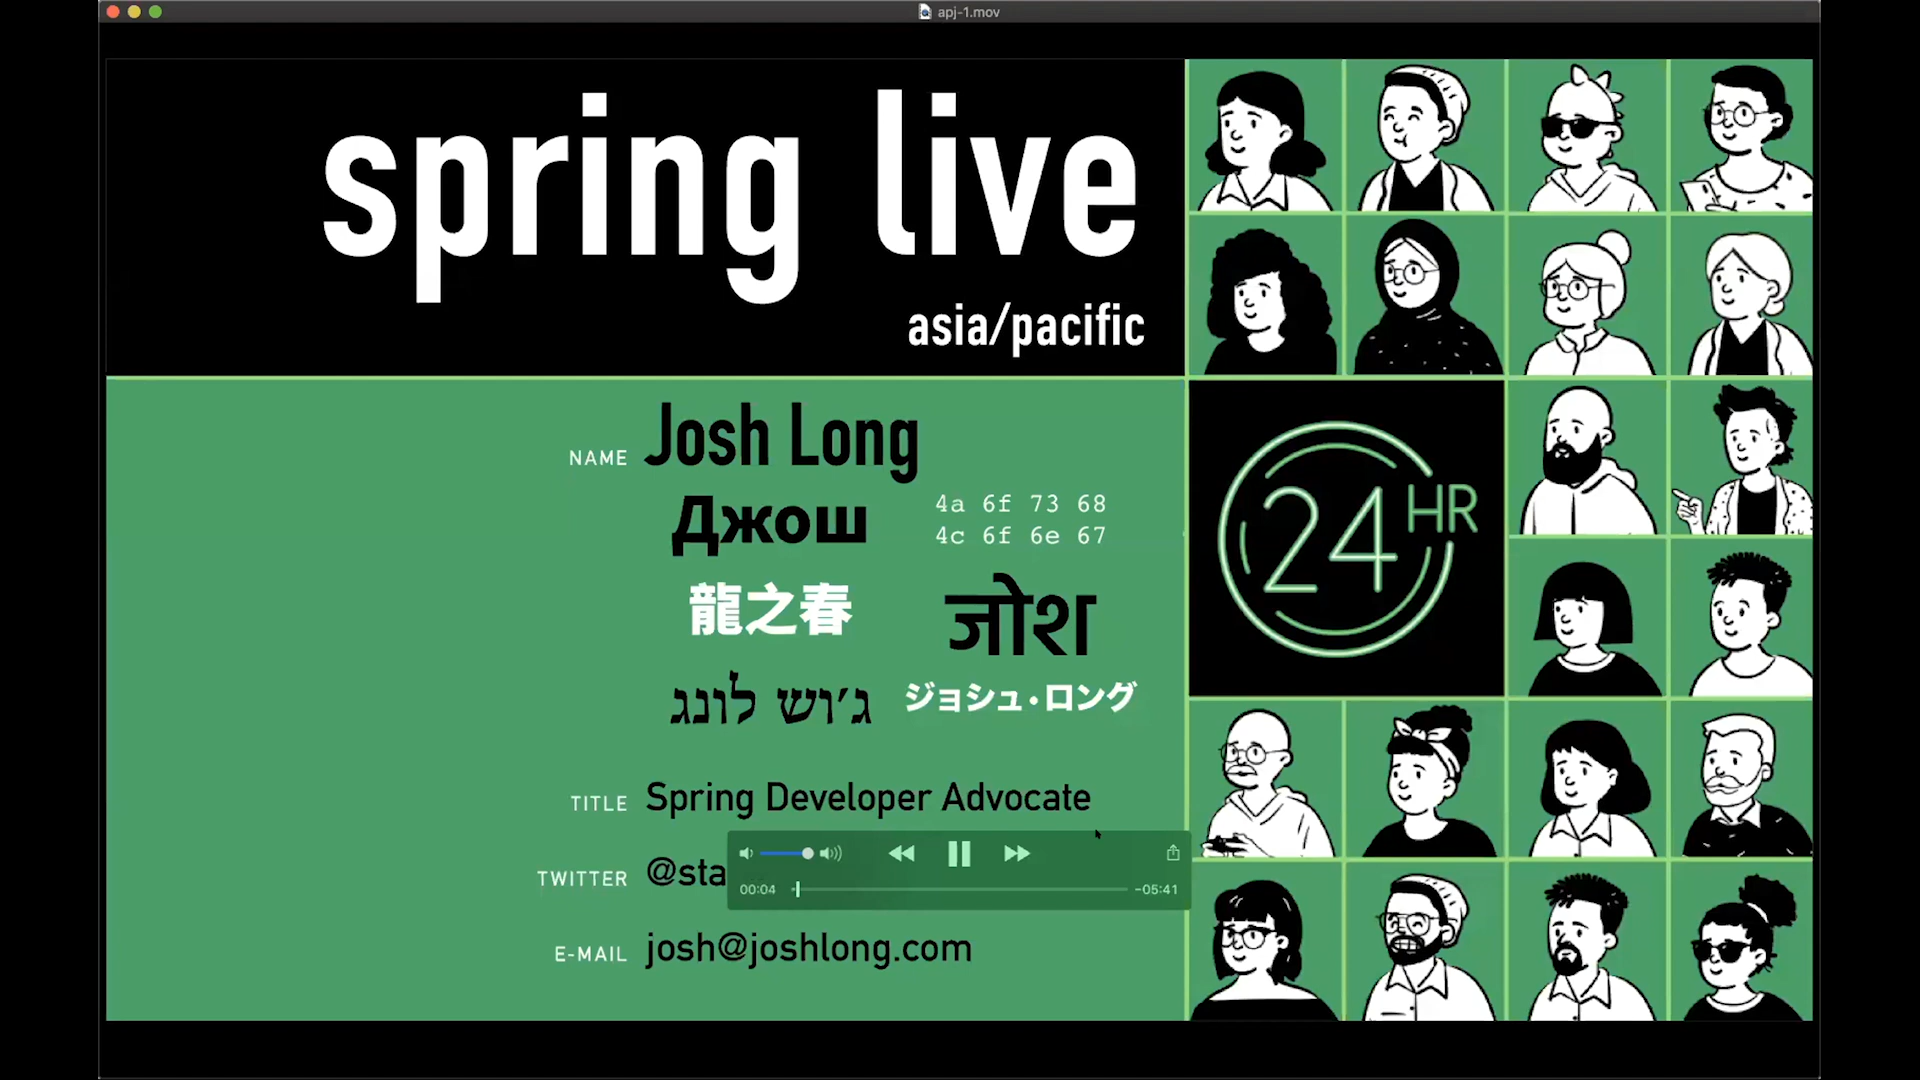 apj-1.mov
spring live
asia/pacific
NAME Josh Long
Джош
4a 6f 73 68
4c 6f 6e 67
龍之春
जोश
ג׳וש לונג
ジョシュ・ロング
24 HR
TITLE Spring Developer Advocate
TWITTER @sta
00:04 -05:41
E-MAIL josh@joshlong.com